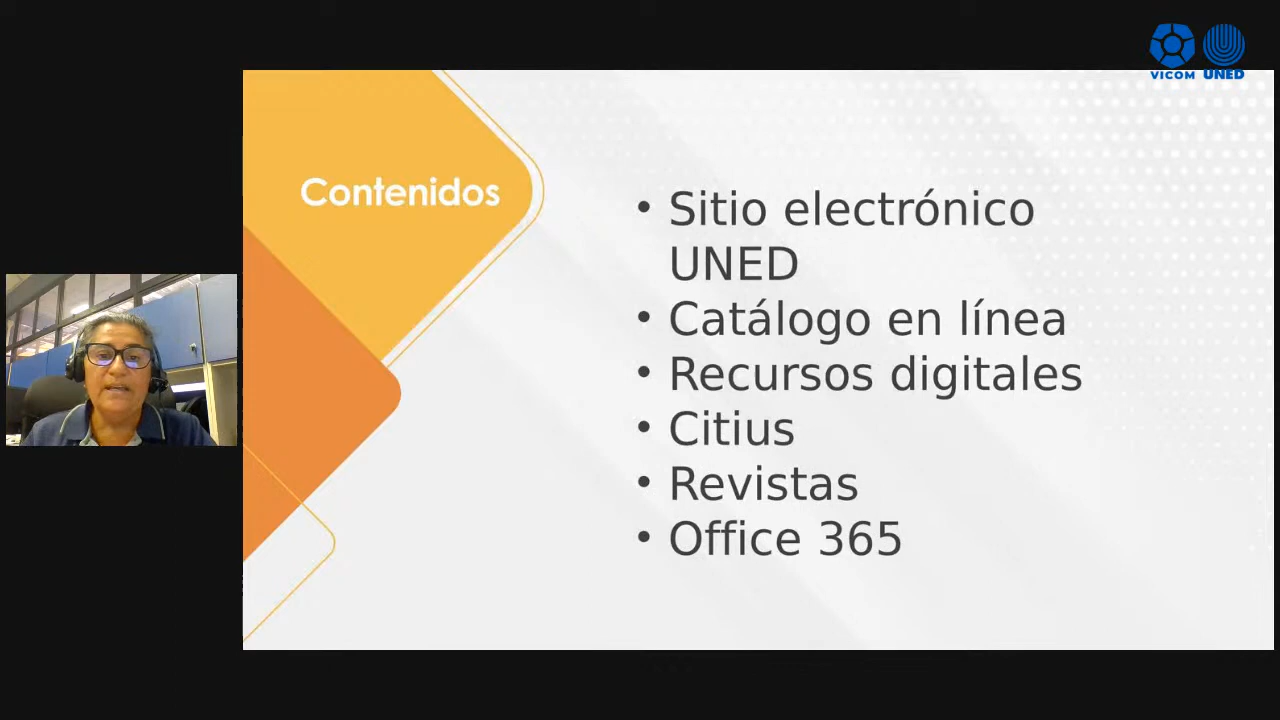 VICOM UNED
Contenidos
• Sitio electrónico
UNED
• Catálogo en línea
• Recursos digitales
• Citius
• Revistas
• Office 365